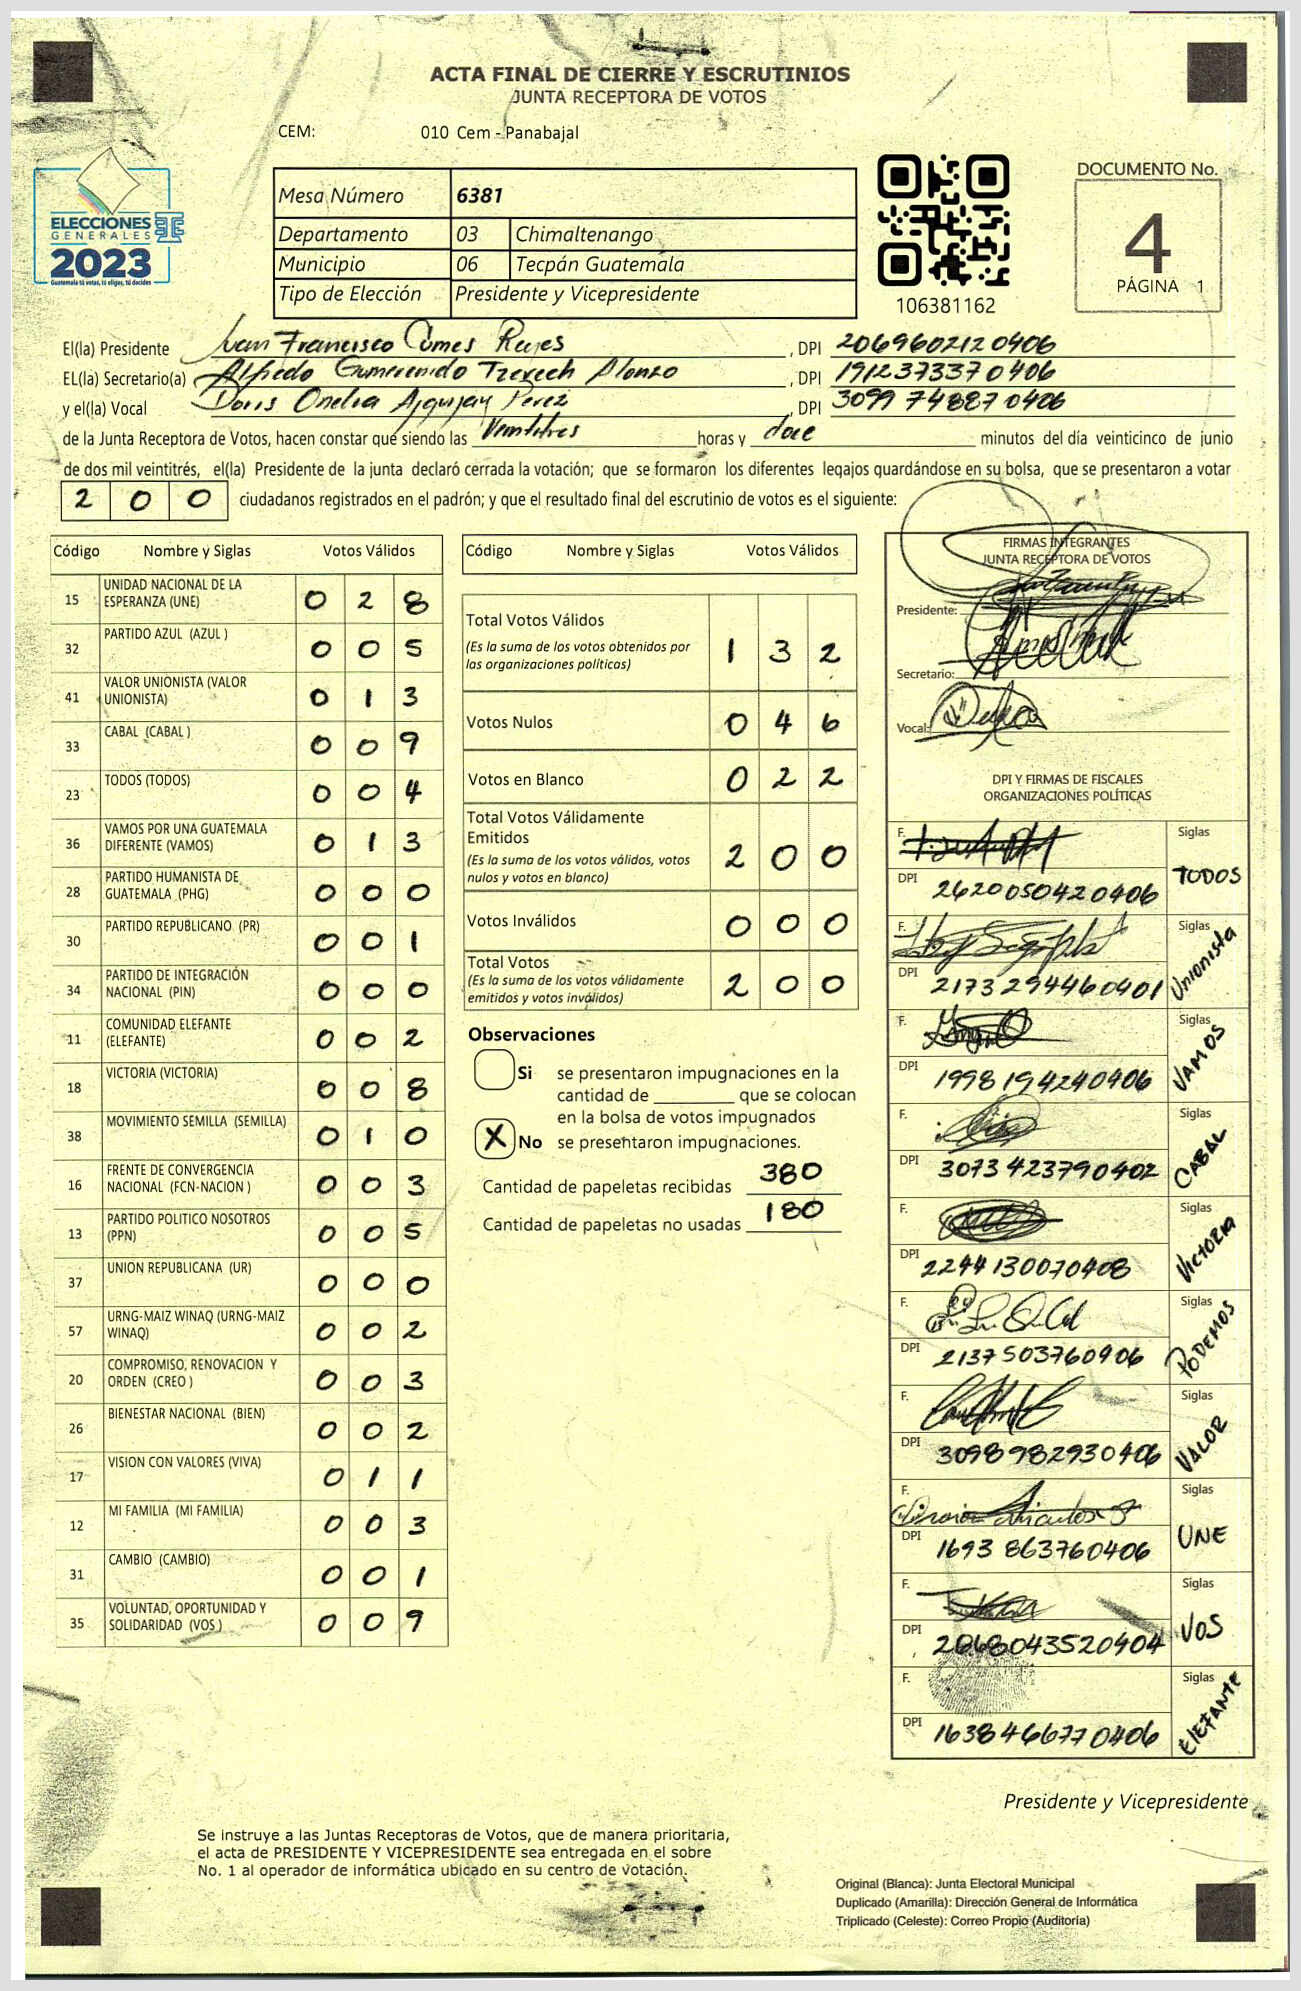 ACTA FINAL DE CIERRE Y ESCRUTINIOS
JUNTA RECEPTORA DE VOTOS
CEM: 010 Cem - Panabajal
ELECCIONES
GENERALES
2023
Guatemala tú votas, tú eliges, tú decides
Mesa Número 6381
Departamento 03 Chimaltenango
Municipio 06 Tecpán Guatemala
Tipo de Elección Presidente y Vicepresidente
106381162
DOCUMENTO No.
4
PÁGINA 1
El(la) Presidente Ivan Francisco Comes Reyes , DPI 2069602120406
EL(la) Secretario(a) Alfredo Gumercindo Alonzo , DPI 1912373370406
y el(la) Vocal Doris Onelia Ajquijay Perez , DPI 3099748870406
de la Junta Receptora de Votos, hacen constar que siendo las Veintitres horas y doce minutos del día veinticinco de junio
de dos mil veintitrés, el(la) Presidente de la junta declaró cerrada la votación; que se formaron los diferentes legajos guardándose en su bolsa, que se presentaron a votar
2 0 0 ciudadanos registrados en el padrón; y que el resultado final del escrutinio de votos es el siguiente:
Código Nombre y Siglas Votos Válidos
15 UNIDAD NACIONAL DE LA ESPERANZA (UNE) 0 2 8
32 PARTIDO AZUL (AZUL ) 0 0 5
41 VALOR UNIONISTA (VALOR UNIONISTA) 0 1 3
33 CABAL (CABAL ) 0 0 9
23 TODOS (TODOS) 0 0 4
36 VAMOS POR UNA GUATEMALA DIFERENTE (VAMOS) 0 1 3
28 PARTIDO HUMANISTA DE GUATEMALA (PHG) 0 0 0
30 PARTIDO REPUBLICANO (PR) 0 0 1
34 PARTIDO DE INTEGRACIÓN NACIONAL (PIN) 0 0 0
11 COMUNIDAD ELEFANTE (ELEFANTE) 0 0 2
18 VICTORIA (VICTORIA) 0 0 8
38 MOVIMIENTO SEMILLA (SEMILLA) 0 1 0
16 FRENTE DE CONVERGENCIA NACIONAL (FCN-NACION ) 0 0 3
13 PARTIDO POLITICO NOSOTROS (PPN) 0 0 5
37 UNION REPUBLICANA (UR) 0 0 0
57 URNG-MAIZ WINAQ (URNG-MAIZ WINAQ) 0 0 2
20 COMPROMISO, RENOVACION Y ORDEN (CREO ) 0 0 3
26 BIENESTAR NACIONAL (BIEN) 0 0 2
17 VISION CON VALORES (VIVA) 0 1 1
12 MI FAMILIA (MI FAMILIA) 0 0 3
31 CAMBIO (CAMBIO) 0 0 1
35 VOLUNTAD, OPORTUNIDAD Y SOLIDARIDAD (VOS ) 0 0 9
Código Nombre y Siglas Votos Válidos
Total Votos Válidos
(Es la suma de los votos obtenidos por las organizaciones políticas) 1 3 2
Votos Nulos 0 4 6
Votos en Blanco 0 2 2
Total Votos Válidamente Emitidos
(Es la suma de los votos válidos, votos nulos y votos en blanco) 2 0 0
Votos Inválidos 0 0 0
Total Votos
(Es la suma de los votos válidamente emitidos y votos inválidos) 2 0 0
Observaciones
Si se presentaron impugnaciones en la
cantidad de ________ que se colocan
en la bolsa de votos impugnados
X No se presentaron impugnaciones.
Cantidad de papeletas recibidas 380
Cantidad de papeletas no usadas 180
FIRMAS INTEGRANTES
JUNTA RECEPTORA DE VOTOS
Presidente:
Secretario:
Vocal:
DPI Y FIRMAS DE FISCALES
ORGANIZACIONES POLÍTICAS
F. Siglas TODOS
DPI 2620050420406
F. Siglas Unionista
DPI 2173294460401
F. Siglas VAMOS
DPI 1998194240406
F. Siglas CABAL
DPI 3073423790402
F. Siglas VICTORIA
DPI 2244130070408
F. Siglas PODEMOS
DPI 2137503760906
F. Siglas VALOR
DPI 3098982930406
F. Siglas UNE
DPI 1693863760406
F. Siglas VOS
DPI 2868043520404
F. Siglas ELEFANTE
DPI 1638466770406
Presidente y Vicepresidente
Se instruye a las Juntas Receptoras de Votos, que de manera prioritaria,
el acta de PRESIDENTE Y VICEPRESIDENTE sea entregada en el sobre
No. 1 al operador de informática ubicado en su centro de votación.
Original (Blanca): Junta Electoral Municipal
Duplicado (Amarilla): Dirección General de Informática
Triplicado (Celeste): Correo Propio (Auditoría)